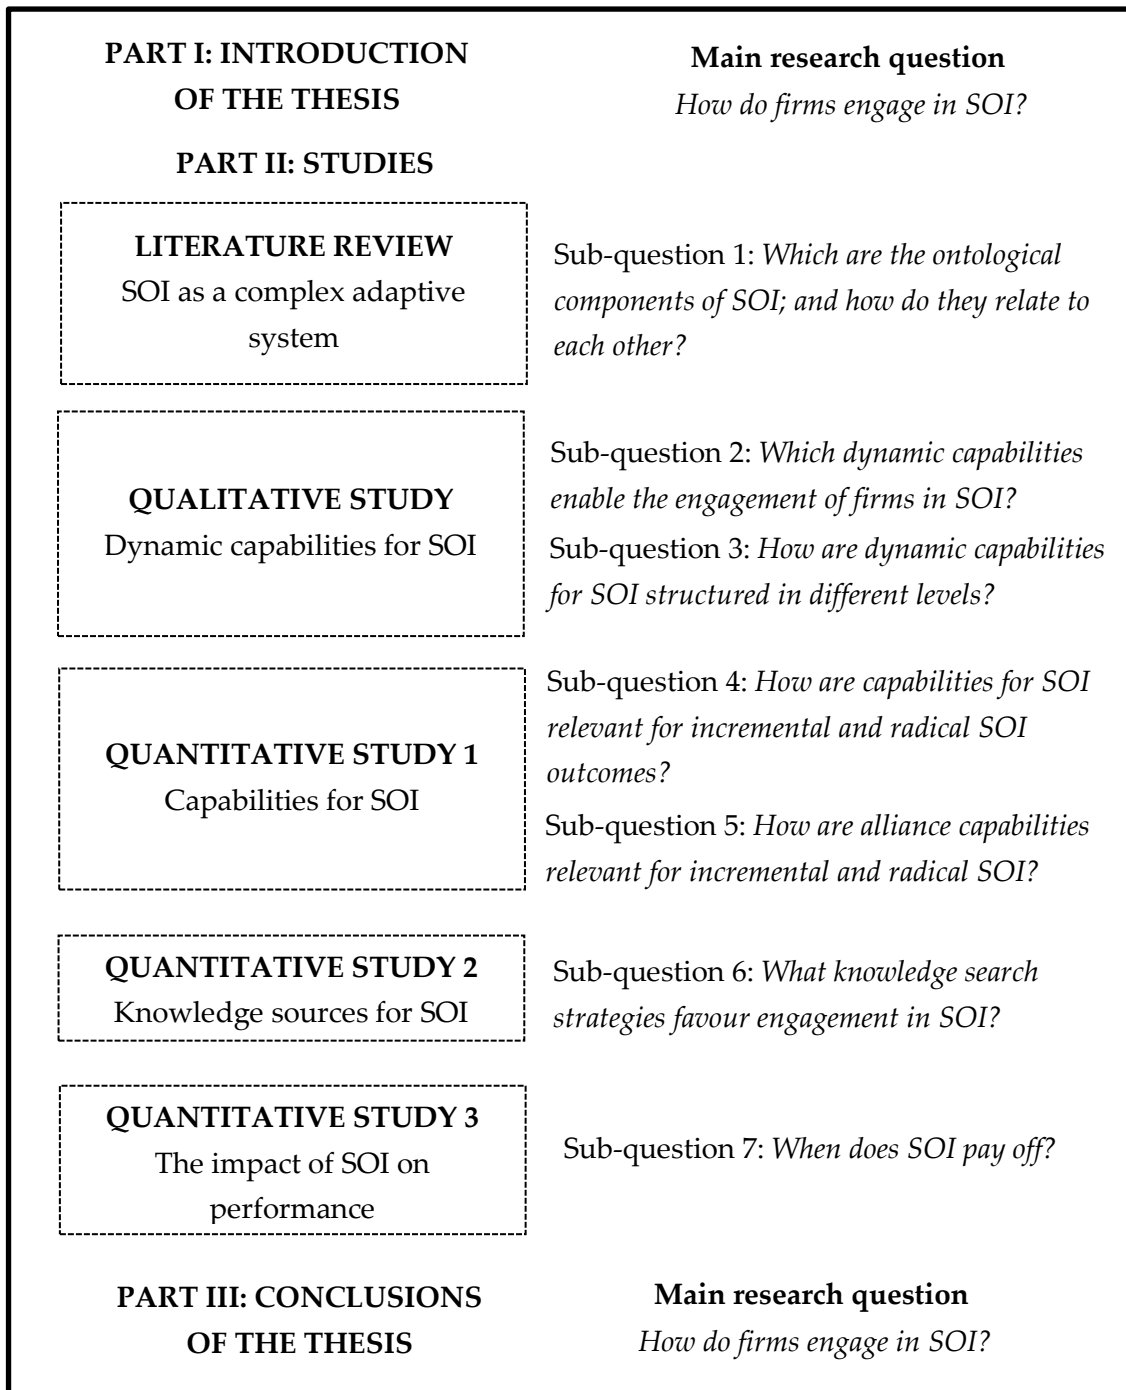 PART I: INTRODUCTION
OF THE THESIS
Main research question
How do firms engage in SOI?
PART II: STUDIES
LITERATURE REVIEW
SOI as a complex adaptive
system
Sub-question 1: Which are the ontological
components of SOI; and how do they relate to
each other?
QUALITATIVE STUDY
Dynamic capabilities for SOI
Sub-question 2: Which dynamic capabilities
enable the engagement of firms in SOI?
Sub-question 3: How are dynamic capabilities
for SOI structured in different levels?
QUANTITATIVE STUDY 1
Capabilities for SOI
Sub-question 4: How are capabilities for SOI
relevant for incremental and radical SOI
outcomes?
Sub-question 5: How are alliance capabilities
relevant for incremental and radical SOI?
QUANTITATIVE STUDY 2
Knowledge sources for SOI
Sub-question 6: What knowledge search
strategies favour engagement in SOI?
QUANTITATIVE STUDY 3
The impact of SOI on
performance
Sub-question 7: When does SOI pay off?
PART III: CONCLUSIONS
OF THE THESIS
Main research question
How do firms engage in SOI?